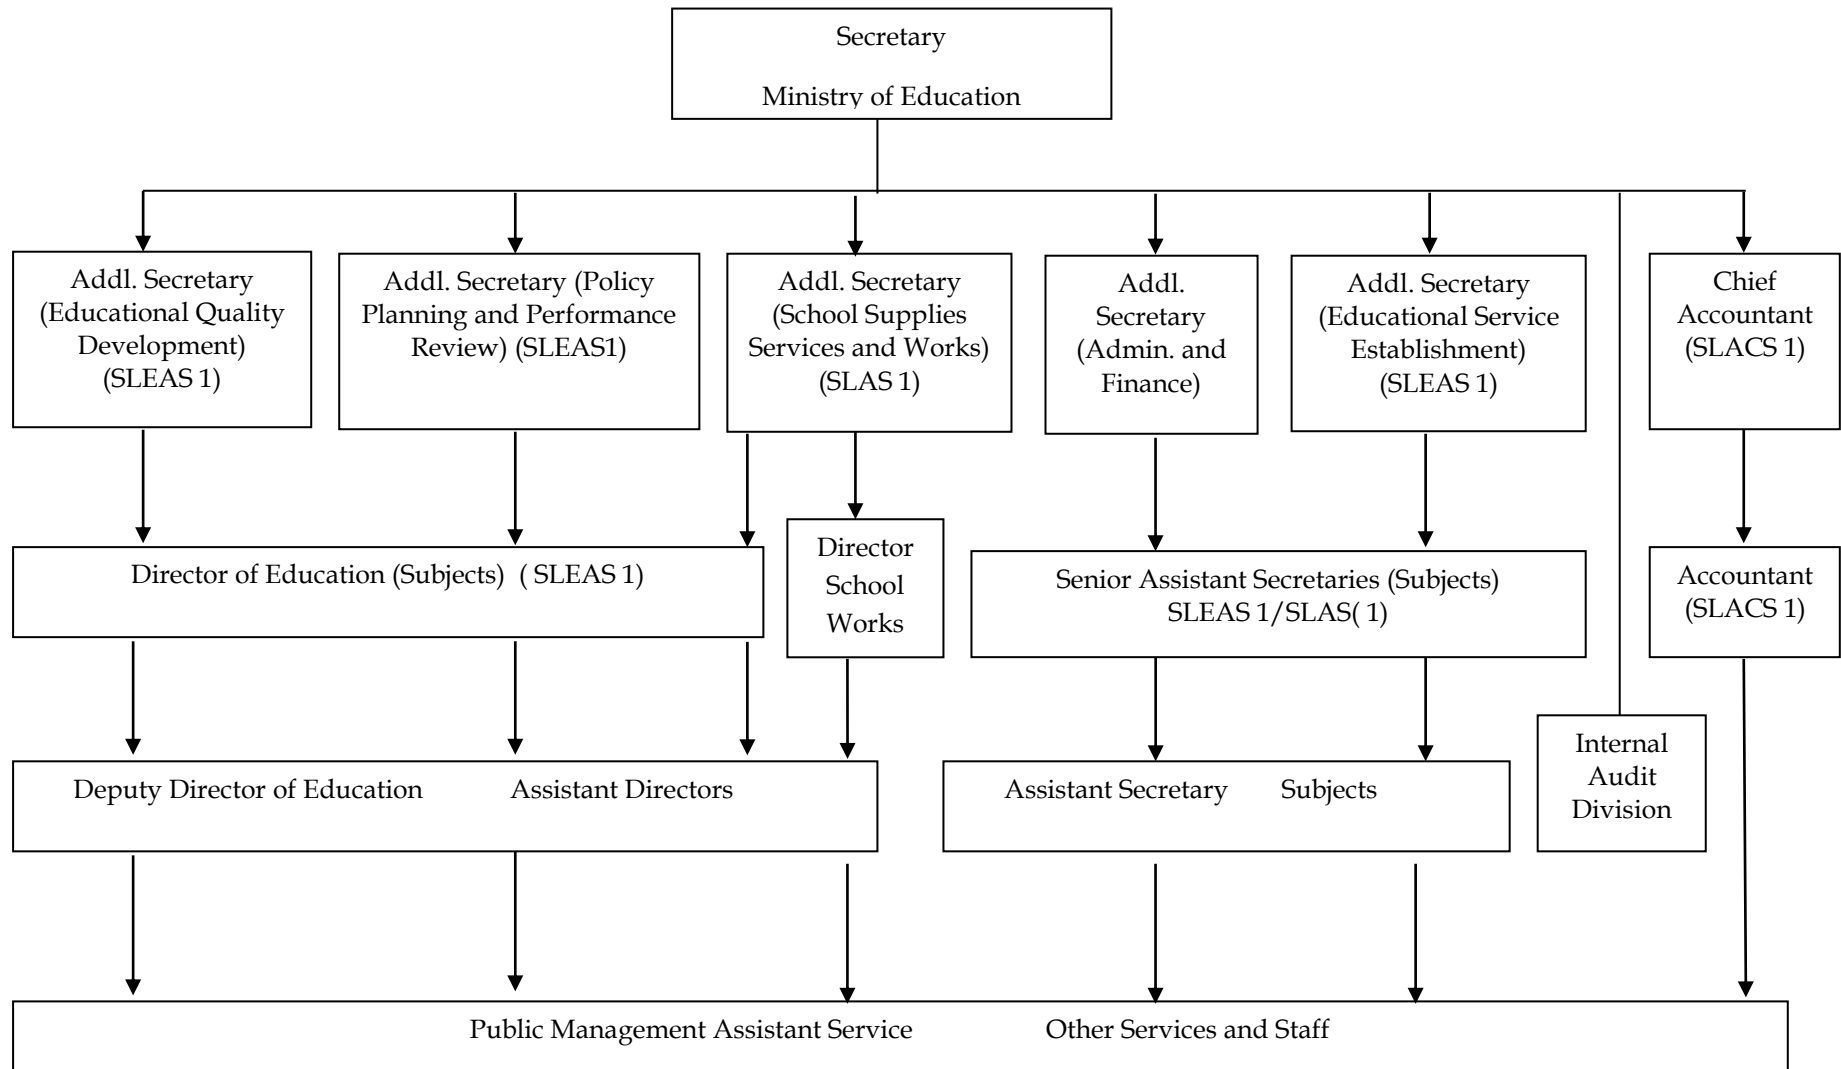 Secretary
Ministry of Education
Addl. Secretary
(Educational Quality
Development)
(SLEAS 1)
Addl. Secretary (Policy
Planning and Performance
Review) (SLEAS1)
Addl. Secretary
(School Supplies
Services and Works)
(SLAS 1)
Addl.
Secretary
(Admin. and
Finance)
Addl. Secretary
(Educational Service
Establishment)
(SLEAS 1)
Chief
Accountant
(SLACS 1)
Director of Education (Subjects) ( SLEAS 1)
Director
School
Works
Senior Assistant Secretaries (Subjects)
SLEAS 1/SLAS( 1)
Accountant
(SLACS 1)
Deputy Director of Education Assistant Directors
Assistant Secretary Subjects
Internal
Audit
Division
Public Management Assistant Service Other Services and Staff